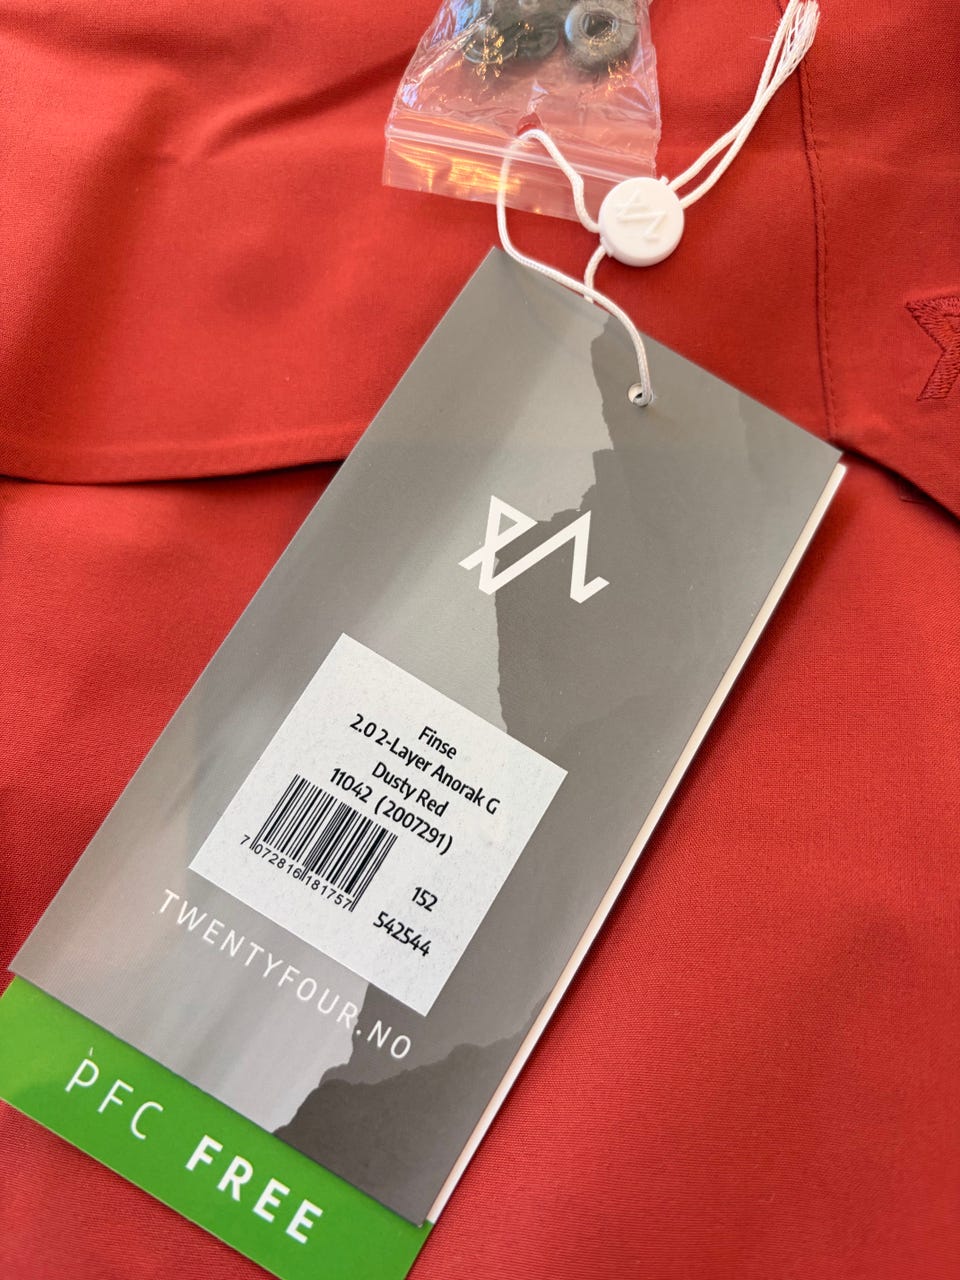 Finse
2.0 2-Layer Anorak G
Dusty Red
11042 (2007291)
7 072816 181757
152
542544
TWENTYFOUR.NO
PFC FREE